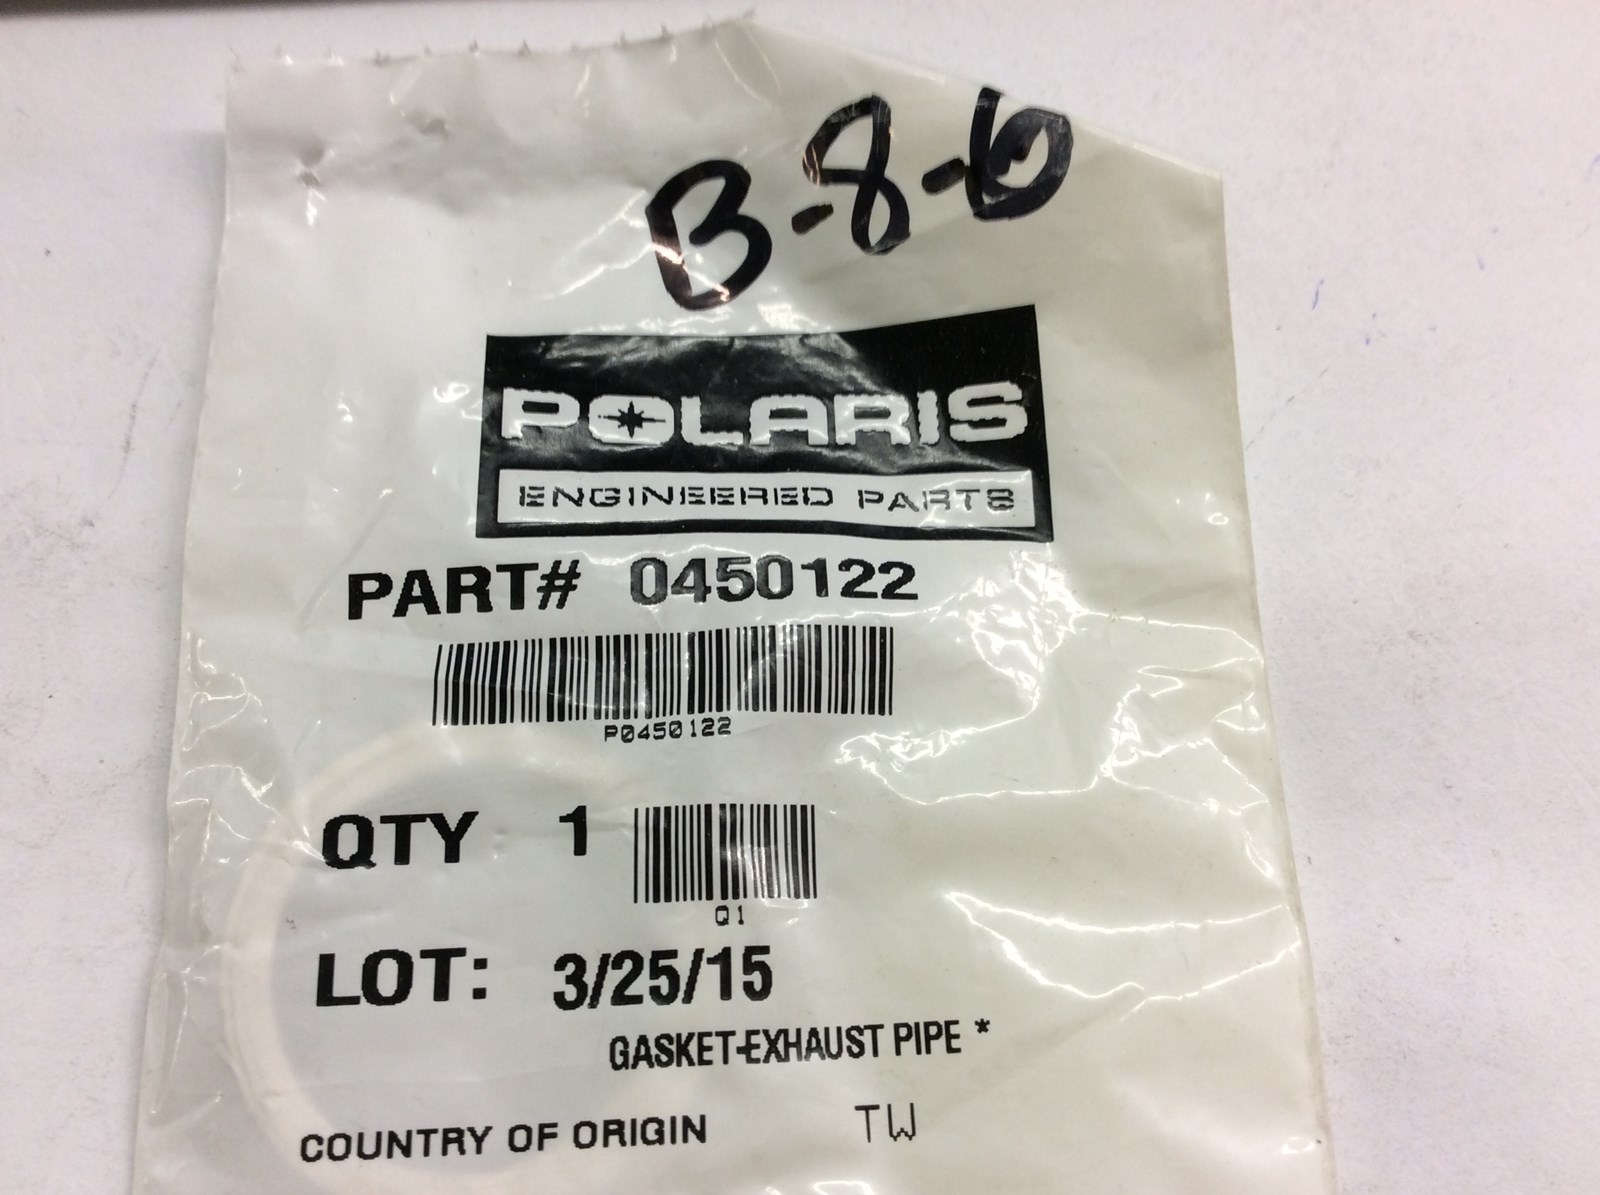 B-8-6
POLARIS
ENGINEERED PARTS
PART# 0450122
P0450122
QTY 1
Q1
LOT: 3/25/15
GASKET-EXHAUST PIPE *
COUNTRY OF ORIGIN TW